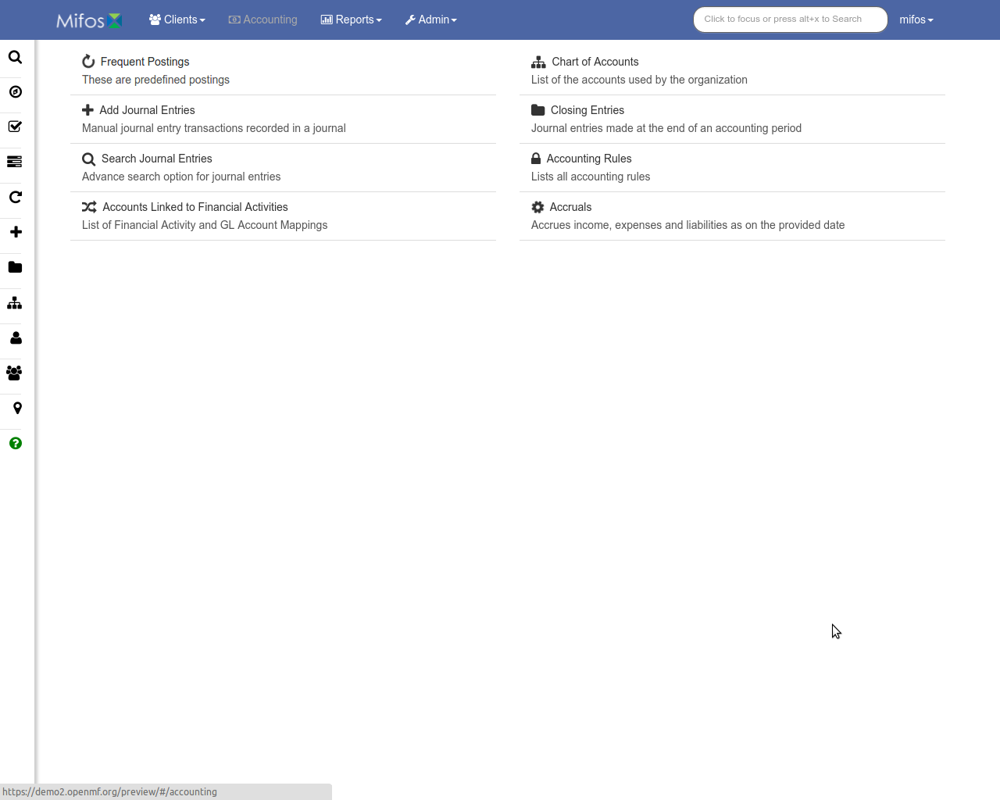 Mifos Clients Accounting Reports Admin Click to focus or press alt+x to Search mifos
Frequent Postings
These are predefined postings
Add Journal Entries
Manual journal entry transactions recorded in a journal
Search Journal Entries
Advance search option for journal entries
Accounts Linked to Financial Activities
List of Financial Activity and GL Account Mappings
Chart of Accounts
List of the accounts used by the organization
Closing Entries
Journal entries made at the end of an accounting period
Accounting Rules
Lists all accounting rules
Accruals
Accrues income, expenses and liabilities as on the provided date
https://demo2.openmf.org/preview/#/accounting